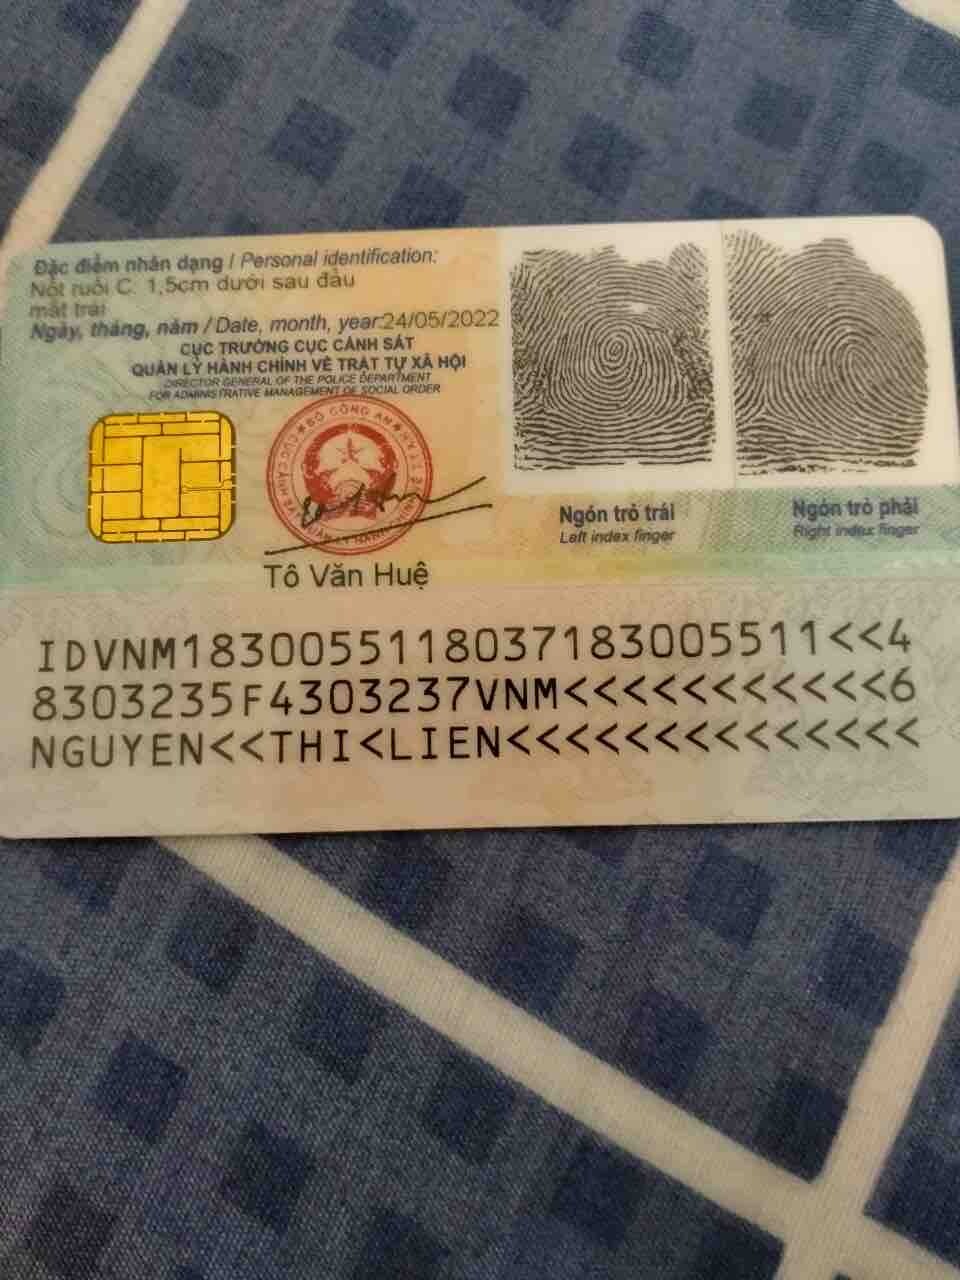 Đặc điểm nhân dạng / Personal identification:
Nốt ruồi C. 1,5cm dưới sau đầu
mắt trái
Ngày, tháng, năm / Date, month, year: 24/05/2022
CỤC TRƯỞNG CỤC CẢNH SÁT
QUẢN LÝ HÀNH CHÍNH VỀ TRẬT TỰ XÃ HỘI
DIRECTOR GENERAL OF THE POLICE DEPARTMENT
FOR ADMINISTRATIVE MANAGEMENT OF SOCIAL ORDER
BỘ CÔNG AN
Tô Văn Huệ
Ngón trỏ trái
Left index finger
Ngón trỏ phải
Right index finger
IDVNM1830055118037183005511<<4
8303235F4303237VNM<<<<<<<<<<<6
NGUYEN<<THI<LIEN<<<<<<<<<<<<<<